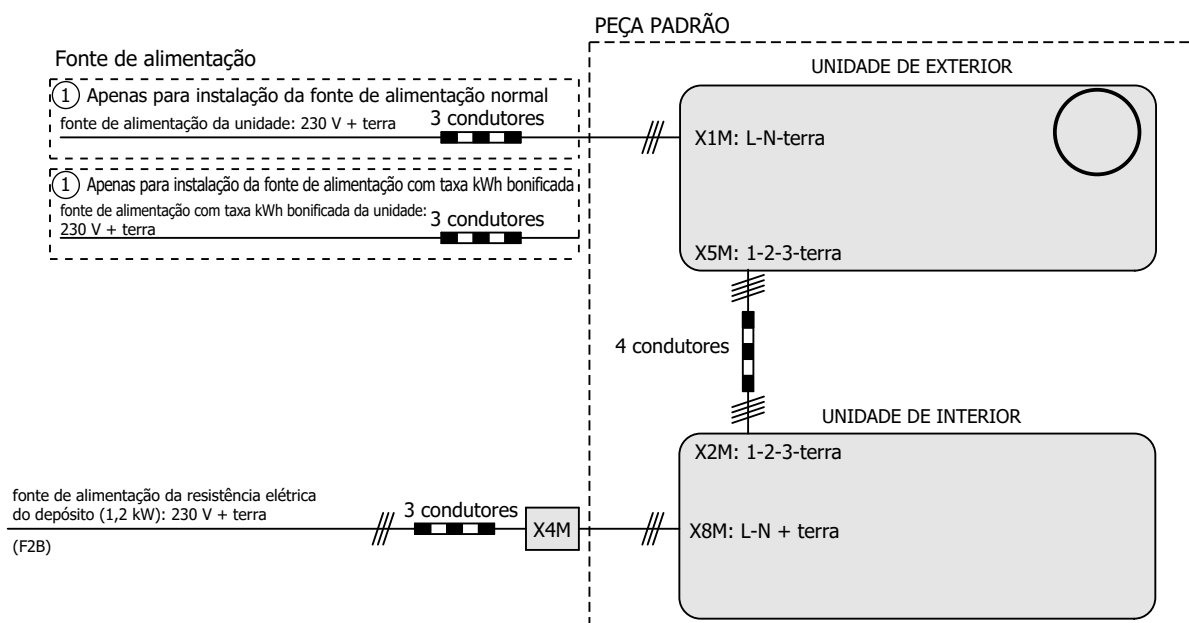 PEÇA PADRÃO
Fonte de alimentação
1 Apenas para instalação da fonte de alimentação normal
fonte de alimentação da unidade: 230 V + terra
3 condutores
1 Apenas para instalação da fonte de alimentação com taxa kWh bonificada
fonte de alimentação com taxa kWh bonificada da unidade:
230 V + terra
3 condutores
UNIDADE DE EXTERIOR
X1M: L-N-terra
X5M: 1-2-3-terra
4 condutores
UNIDADE DE INTERIOR
X2M: 1-2-3-terra
fonte de alimentação da resistência elétrica
do depósito (1,2 kW): 230 V + terra
(F2B)
3 condutores
X4M
X8M: L-N + terra